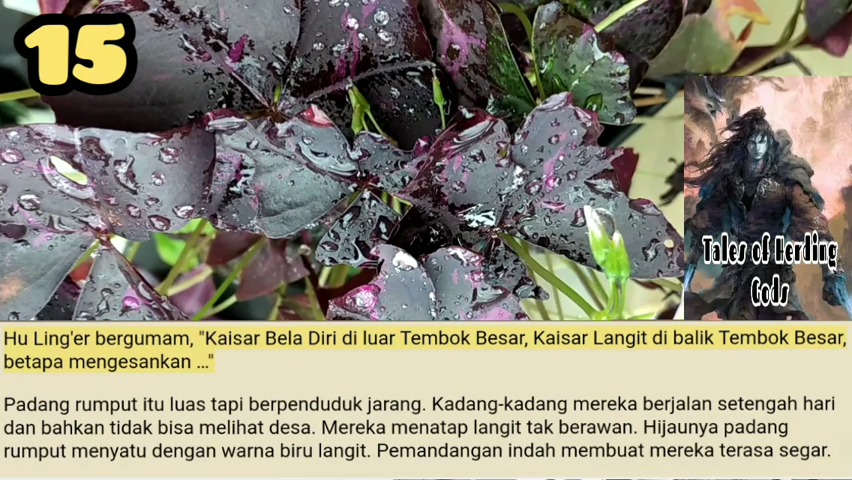 15
Tales of Herding
Gods
Hu Ling'er bergumam, "Kaisar Bela Diri di luar Tembok Besar, Kaisar Langit di balik Tembok Besar,
betapa mengesankan ..."
Padang rumput itu luas tapi berpenduduk jarang. Kadang-kadang mereka berjalan setengah hari
dan bahkan tidak bisa melihat desa. Mereka menatap langit tak berawan. Hijaunya padang
rumput menyatu dengan warna biru langit. Pemandangan indah membuat mereka terasa segar.